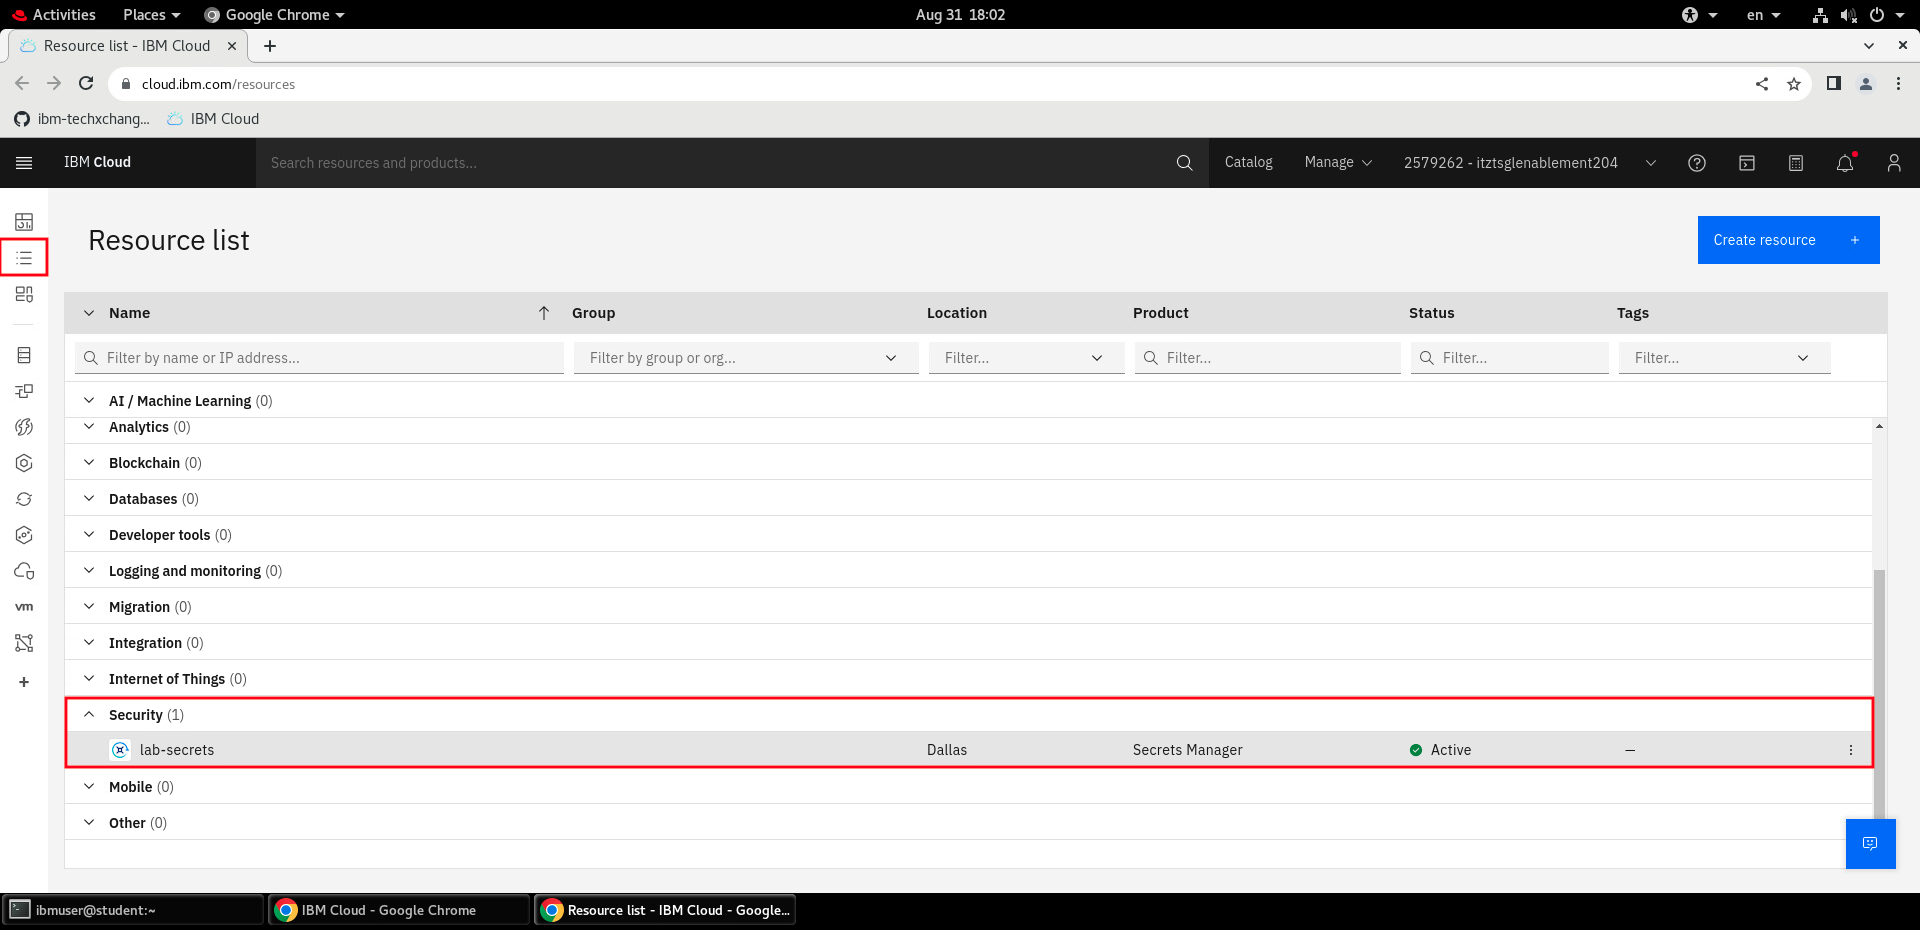 Activities Places Google Chrome Aug 31 18:02 en
Resource list - IBM Cloud
cloud.ibm.com/resources
ibm-techxchang... IBM Cloud
IBM Cloud Search resources and products... Catalog Manage 2579262 - itztsglenablement204
Resource list
Create resource +
Name Group Location Product Status Tags
Filter by name or IP address... Filter by group or org... Filter... Filter... Filter... Filter...
AI / Machine Learning (0)
Analytics (0)
Blockchain (0)
Databases (0)
Developer tools (0)
Logging and monitoring (0)
Migration (0)
vm
Integration (0)
Internet of Things (0)
Security (1)
lab-secrets Dallas Secrets Manager Active —
Mobile (0)
Other (0)
ibmuser@student:~ IBM Cloud - Google Chrome Resource list - IBM Cloud - Google...